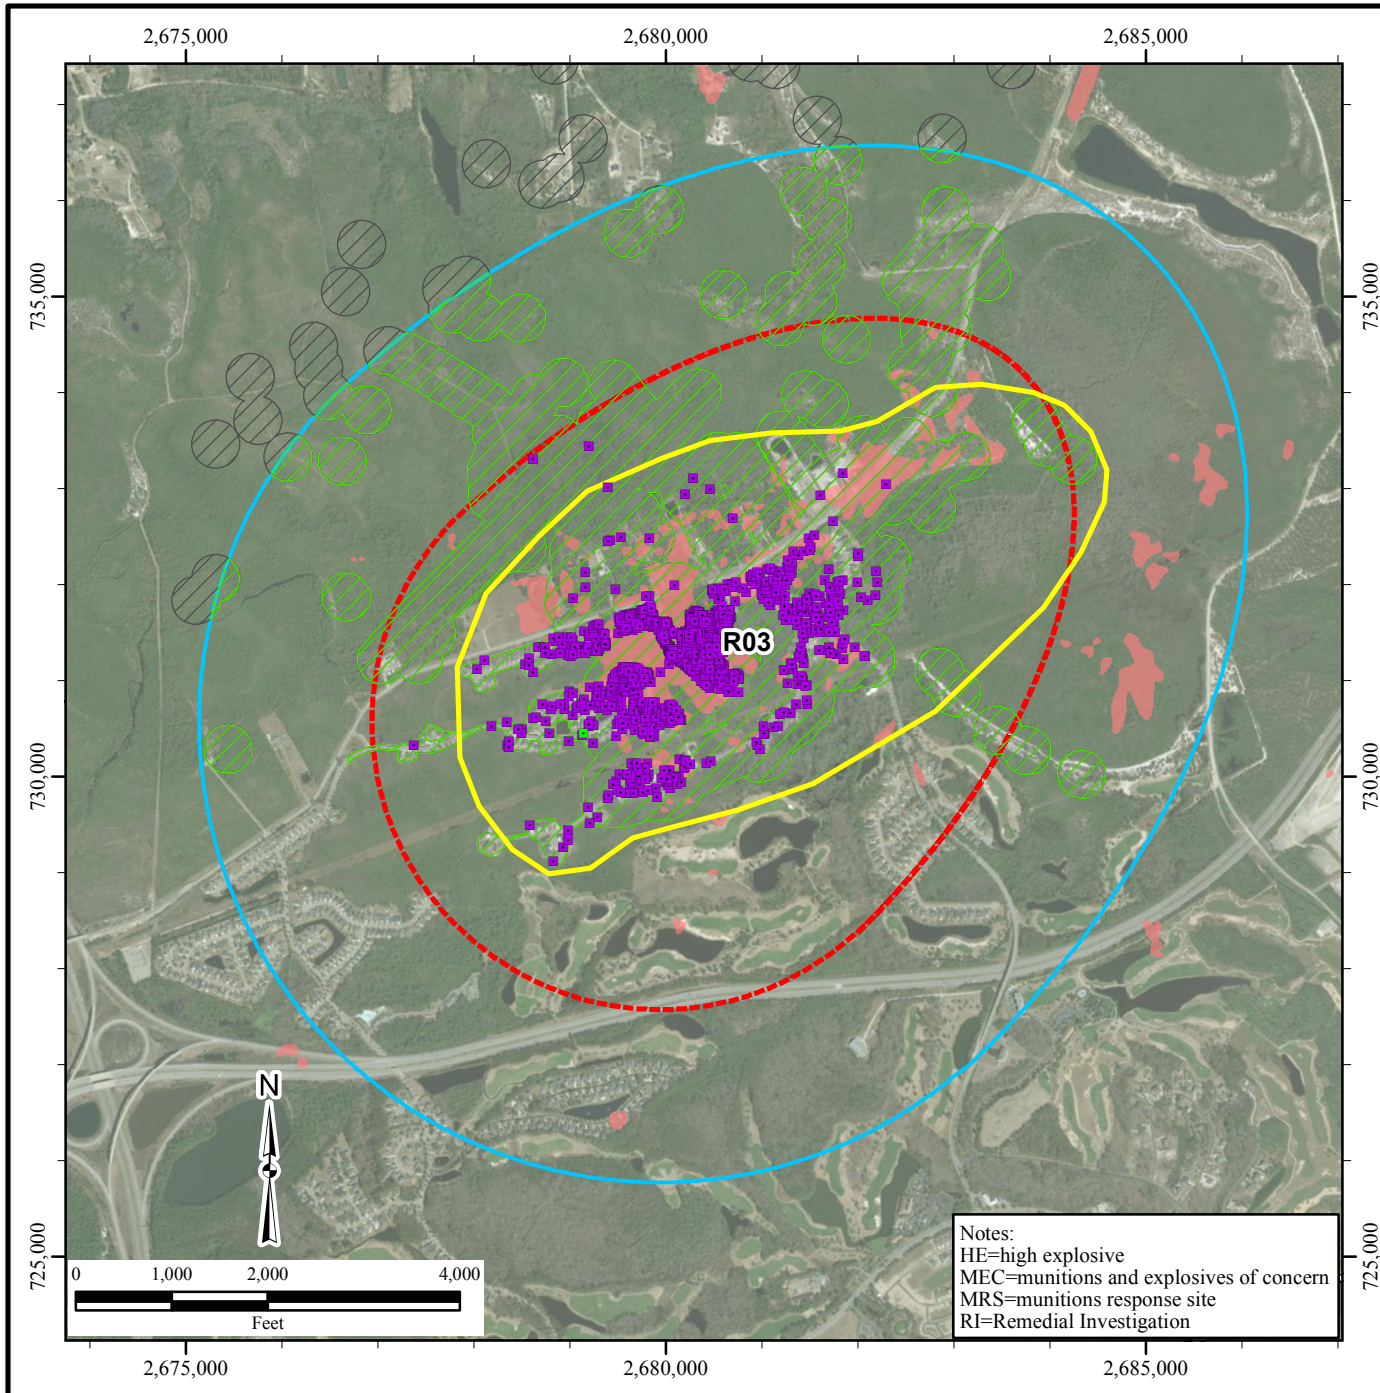 2,675,000 2,680,000 2,685,000
735,000 735,000
R03
730,000 730,000
N
725,000 725,000
0 1,000 2,000 4,000
Feet
Notes:
HE=high explosive
MEC=munitions and explosives of concern
MRS=munitions response site
RI=Remedial Investigation
2,675,000 2,680,000 2,685,000